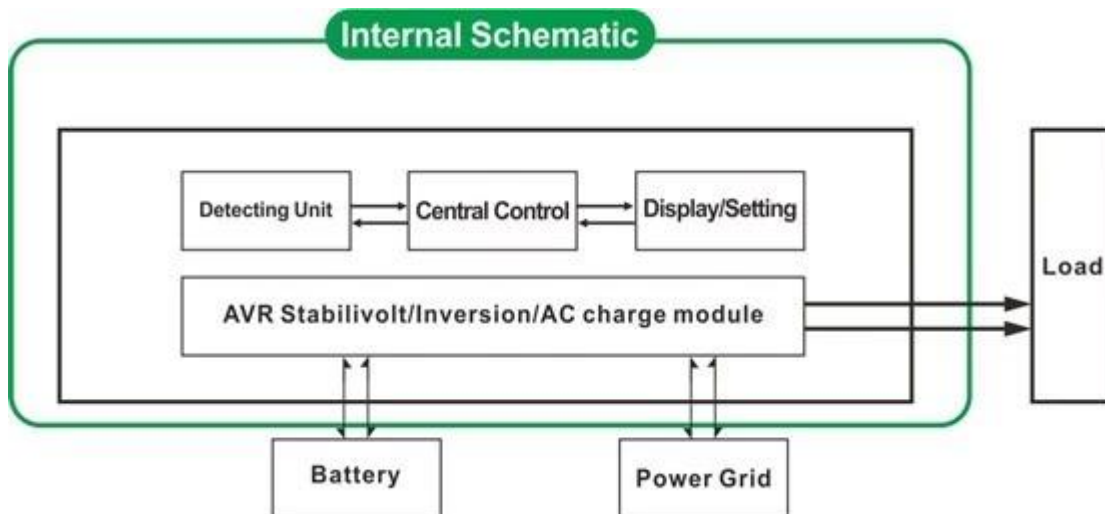 Internal Schematic
Detecting Unit
Central Control
Display/Setting
Load
AVR Stabilivolt/Inversion/AC charge module
Battery
Power Grid